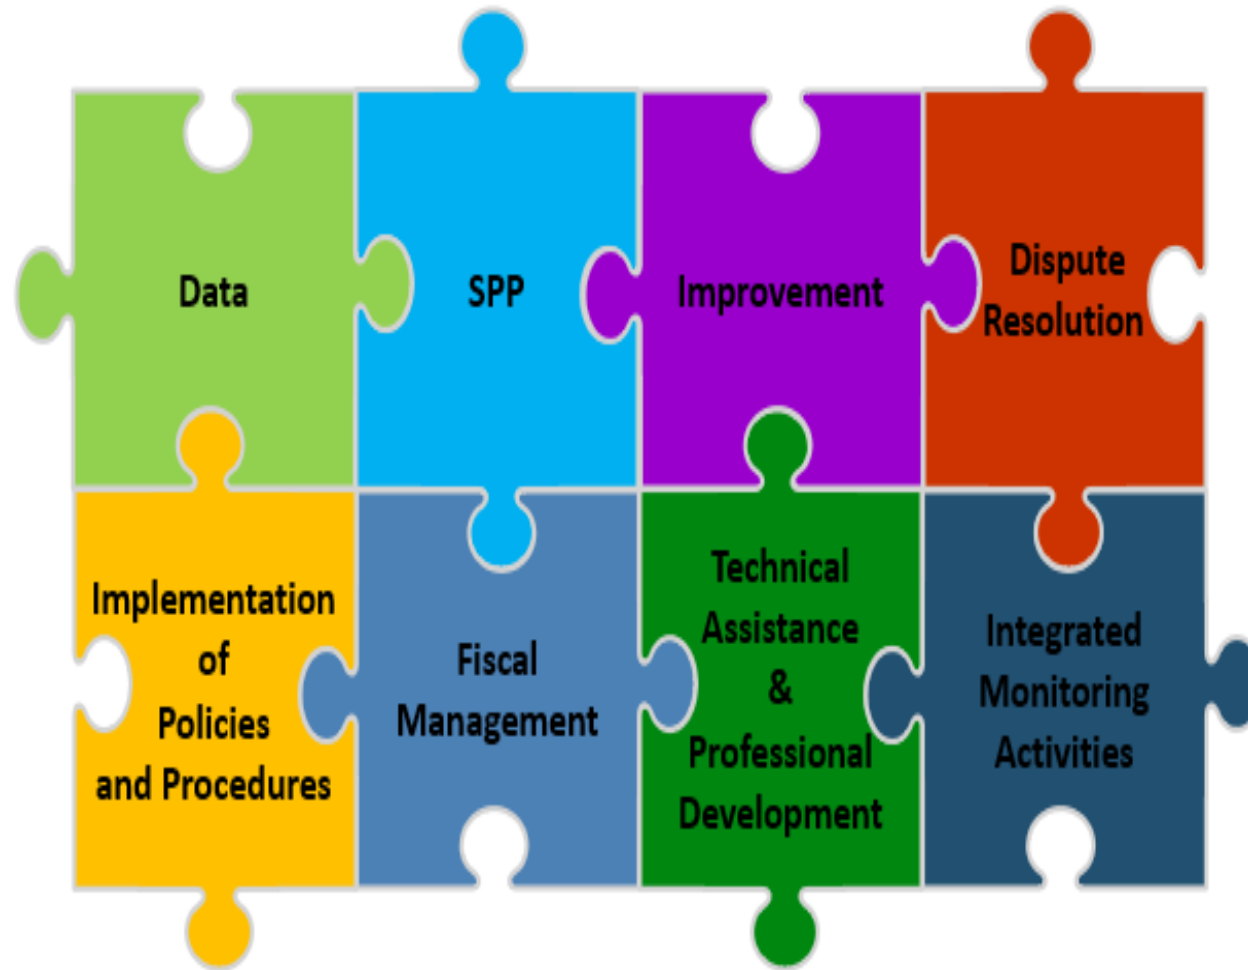 Data
SPP
Improvement
Dispute
Resolution
Implementation
of
Policies
and Procedures
Fiscal
Management
Technical
Assistance
&
Professional
Development
Integrated
Monitoring
Activities